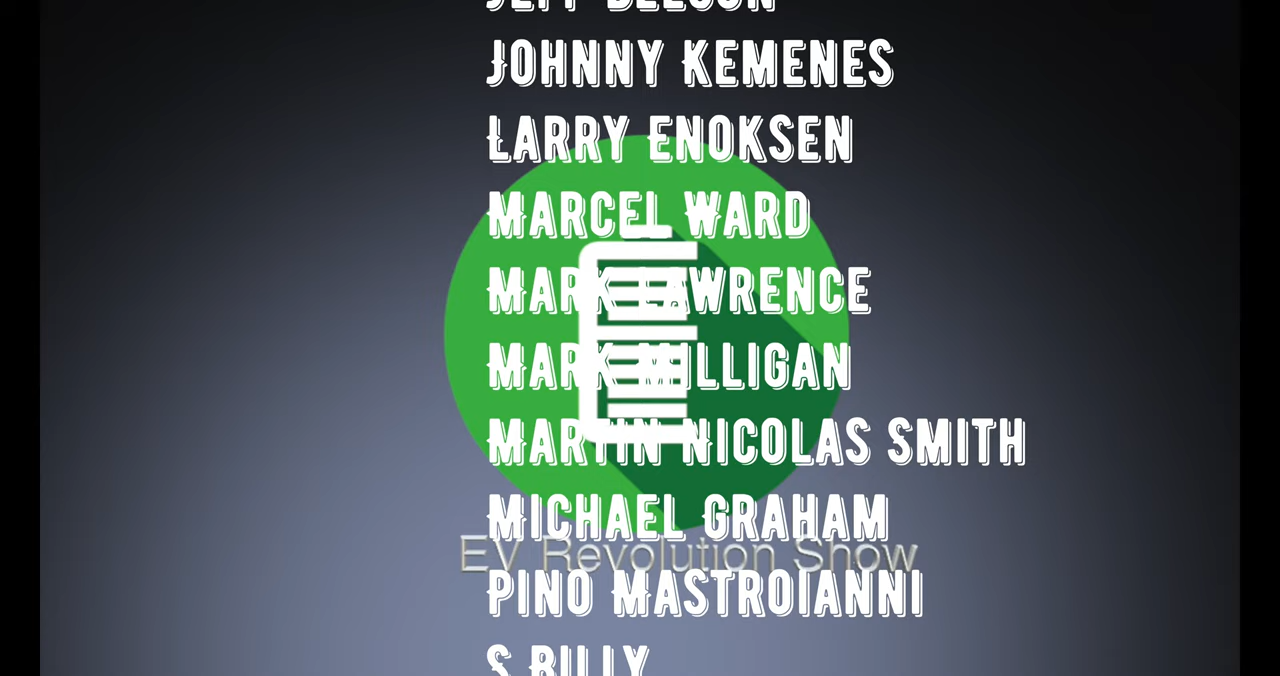 JOHNNY KEMENES
LARRY ENOKSEN
MARCEL WARD
MARK LAWRENCE
MARK MILLIGAN
MARTIN NICOLAS SMITH
MICHAEL GRAHAM
EV Revolution Show
PINO MASTROIANNI
S BILLY